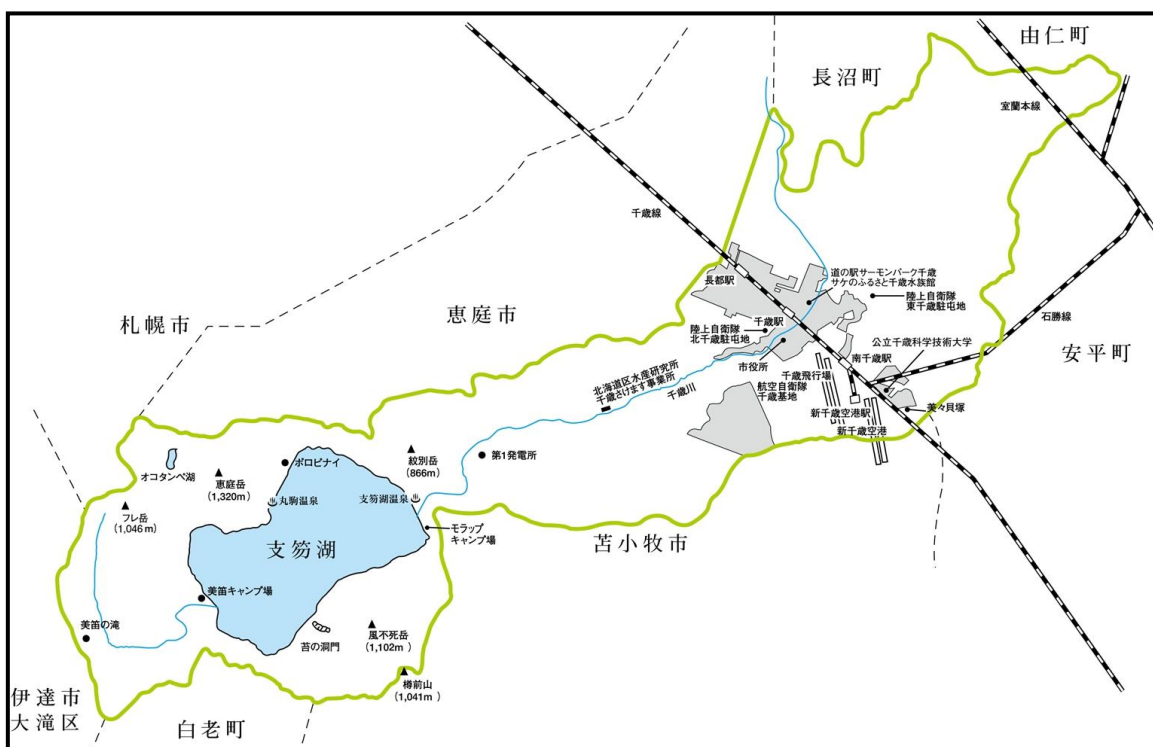 由仁町
長沼町
室蘭本線
千歳線
長都駅
道の駅サーモンパーク千歳
サケのふるさと千歳水族館
陸上自衛隊
東千歳駐屯地
石勝線
札幌市
恵庭市
千歳駅
陸上自衛隊
北千歳駐屯地
公立千歳科学技術大学
安平町
市役所
南千歳駅
千歳飛行場
航空自衛隊
千歳基地
北海道区水産研究所
千歳さけます事業所
千歳川
新千歳空港駅
美々貝塚
新千歳空港
紋別岳
(866m)
第1発電所
ポロピナイ
オコタンペ湖
恵庭岳
(1,320m)
丸駒温泉
支笏湖温泉
フレ岳
(1,046m)
モラップ
キャンプ場
支笏湖
苫小牧市
美笛キャンプ場
美笛の滝
苔の洞門
風不死岳
(1,102m)
樽前山
(1,041m)
伊達市
大滝区
白老町